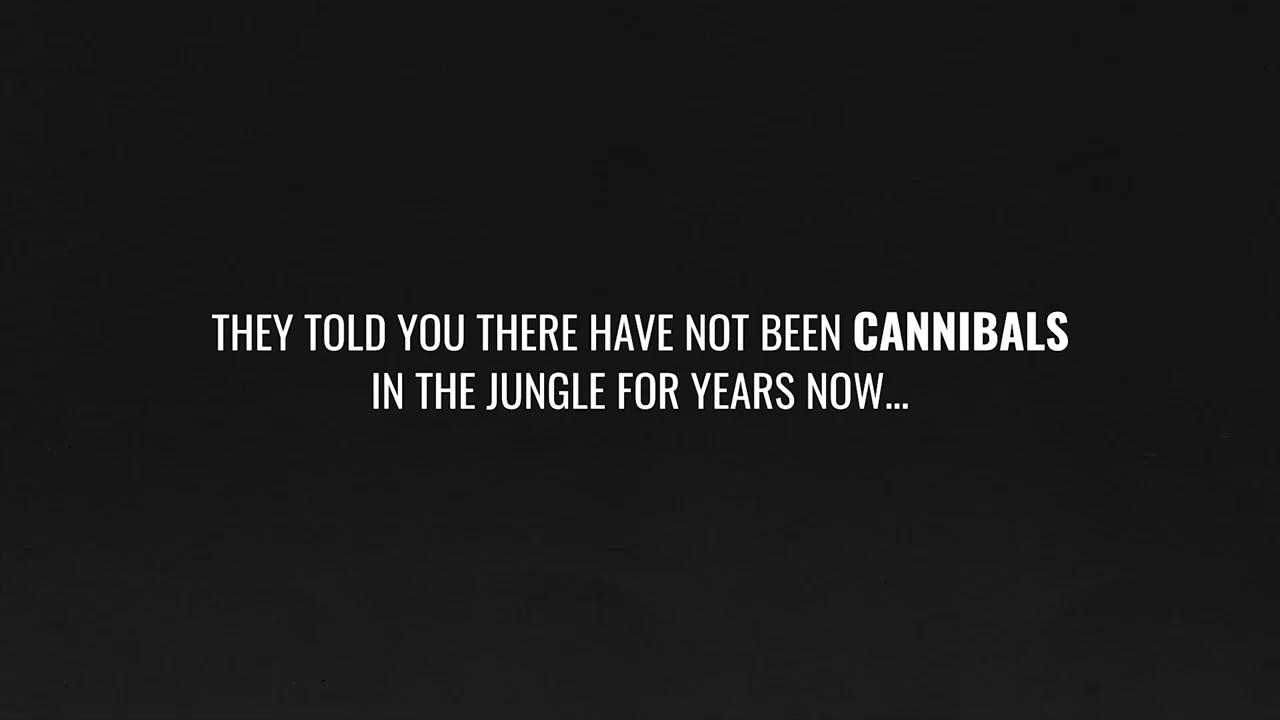 THEY TOLD YOU THERE HAVE NOT BEEN CANNIBALS
IN THE JUNGLE FOR YEARS NOW...